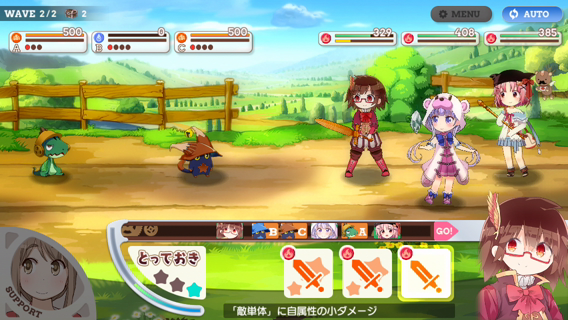 WAVE 2/2 2
MENU
AUTO
500
0
500
A
B
C
329
408
385
B C A
GO!
とっておき
SUPPORT
「敵単体」に自属性の小ダメージ